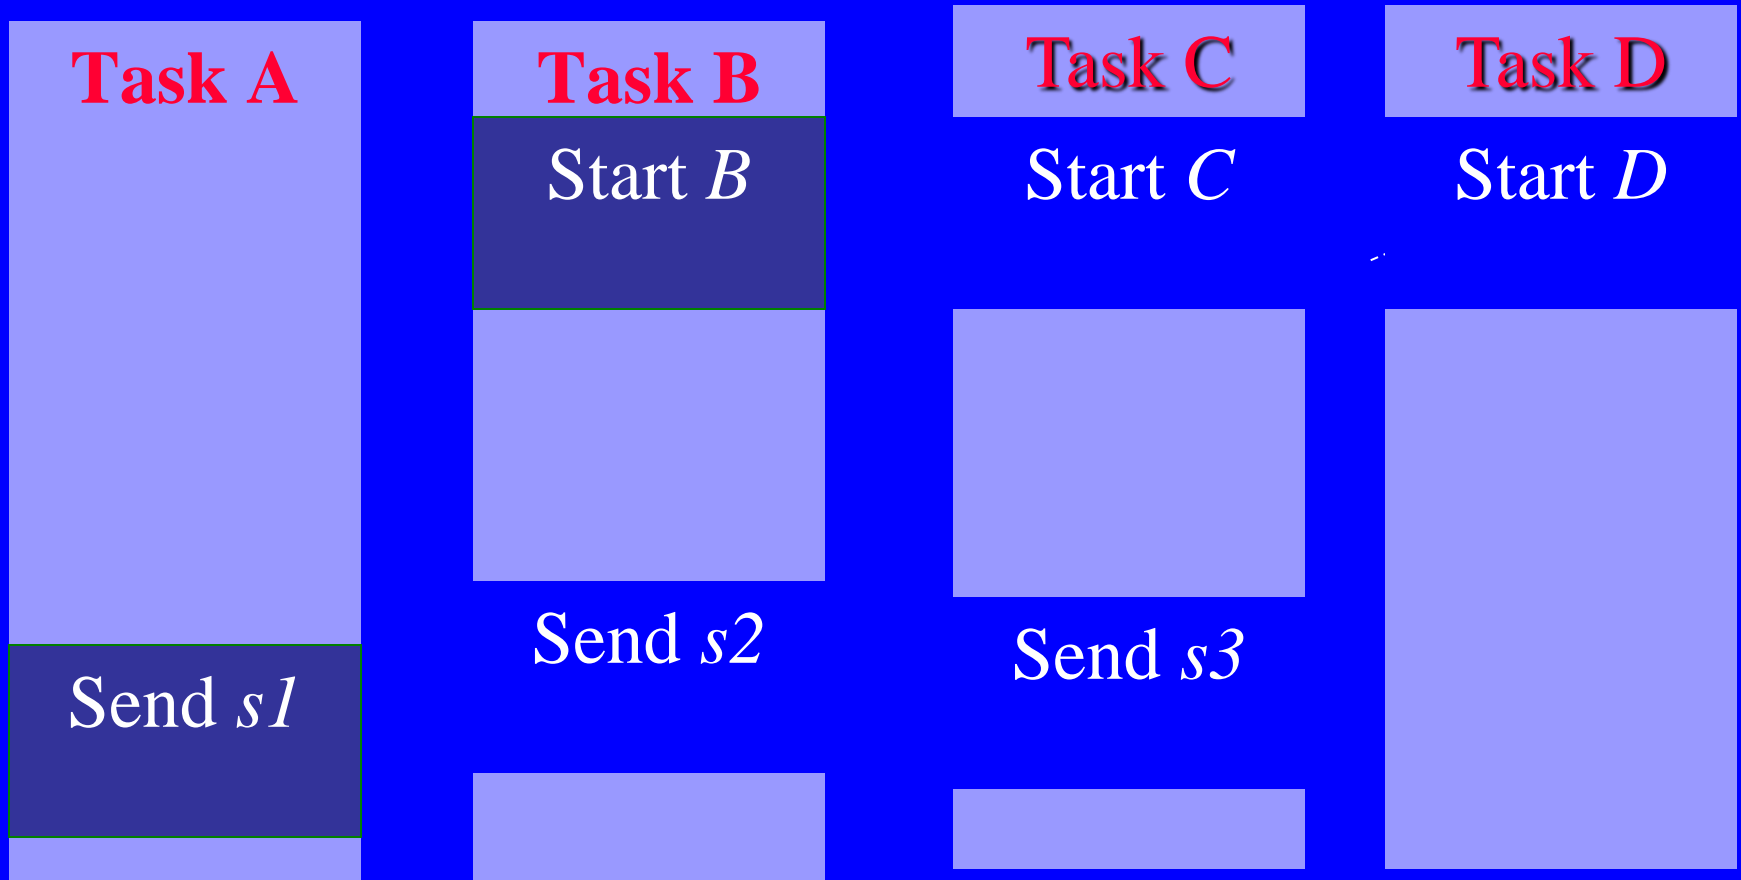 Task A
Task B
Task C
Task D
Start B
Start C
Start D
Send s1
Send s2
Send s3